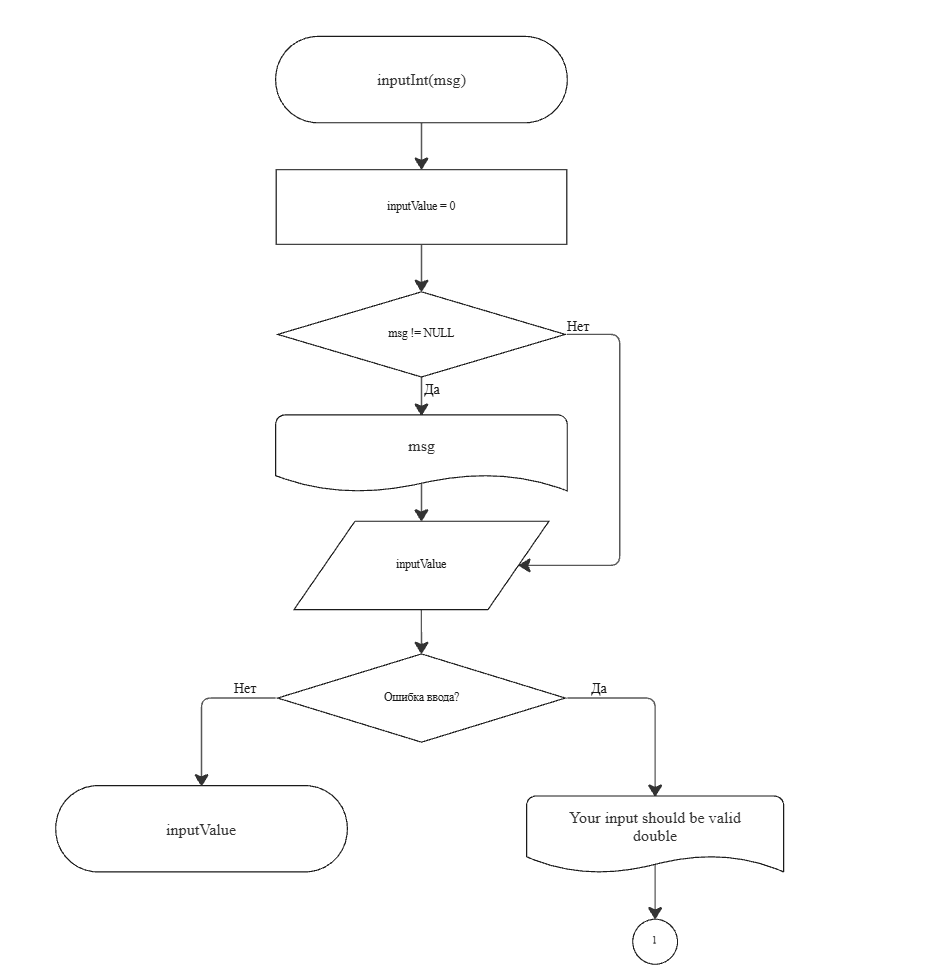 inputInt(msg)
inputValue = 0
msg != NULL
Нет
Да
msg
inputValue
Ошибка ввода?
Нет
Да
inputValue
Your input should be valid
double
1